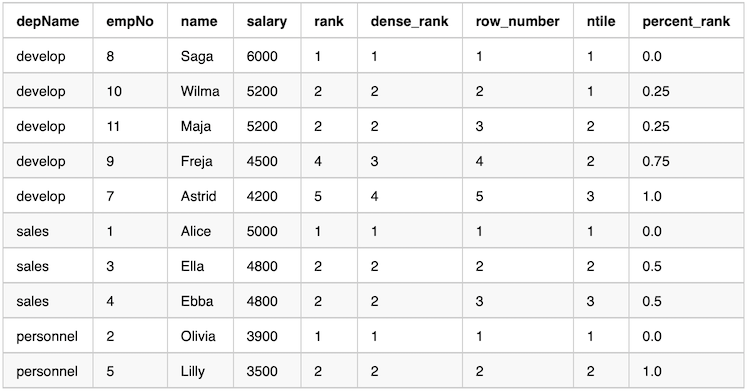 depName empNo name salary rank dense_rank row_number ntile percent_rank
develop 8 Saga 6000 1 1 1 1 0.0
develop 10 Wilma 5200 2 2 2 1 0.25
develop 11 Maja 5200 2 2 3 2 0.25
develop 9 Freja 4500 4 3 4 2 0.75
develop 7 Astrid 4200 5 4 5 3 1.0
sales 1 Alice 5000 1 1 1 1 0.0
sales 3 Ella 4800 2 2 2 2 0.5
sales 4 Ebba 4800 2 2 3 3 0.5
personnel 2 Olivia 3900 1 1 1 1 0.0
personnel 5 Lilly 3500 2 2 2 2 1.0